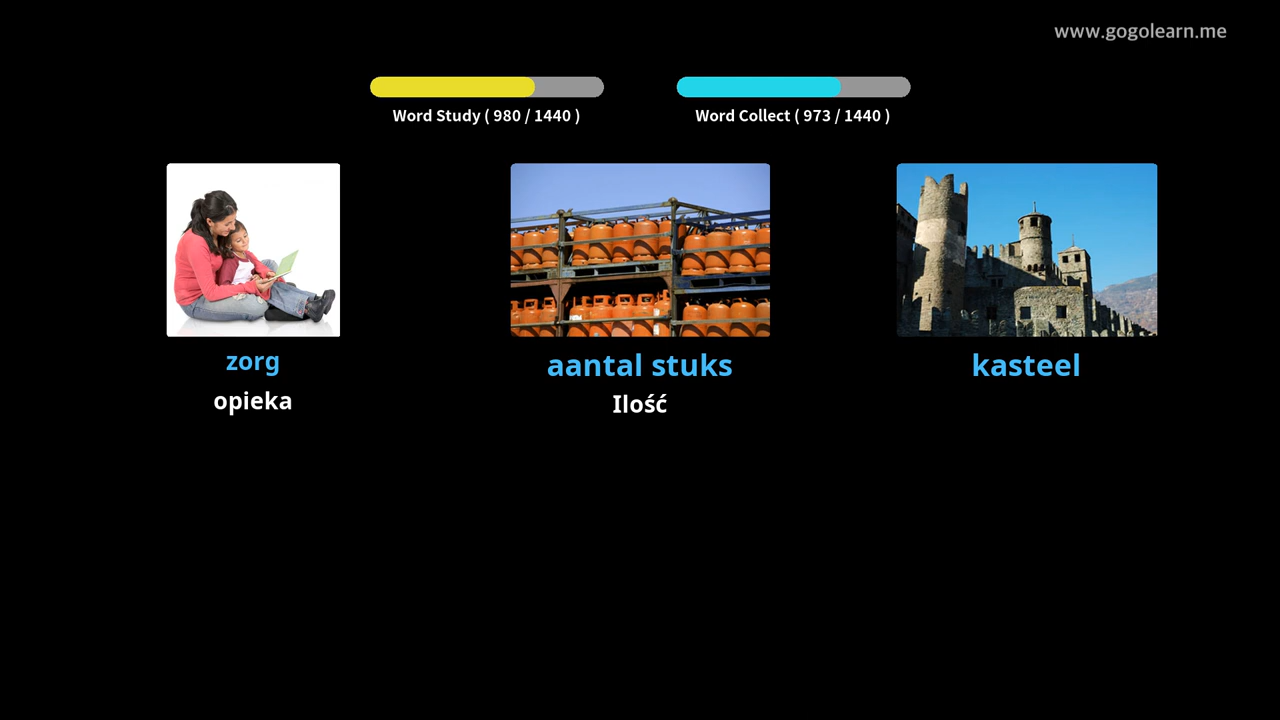 www.gogolearn.me
Word Study ( 980 / 1440 )
Word Collect ( 973 / 1440 )
zorg
aantal stuks
kasteel
opieka
Ilość